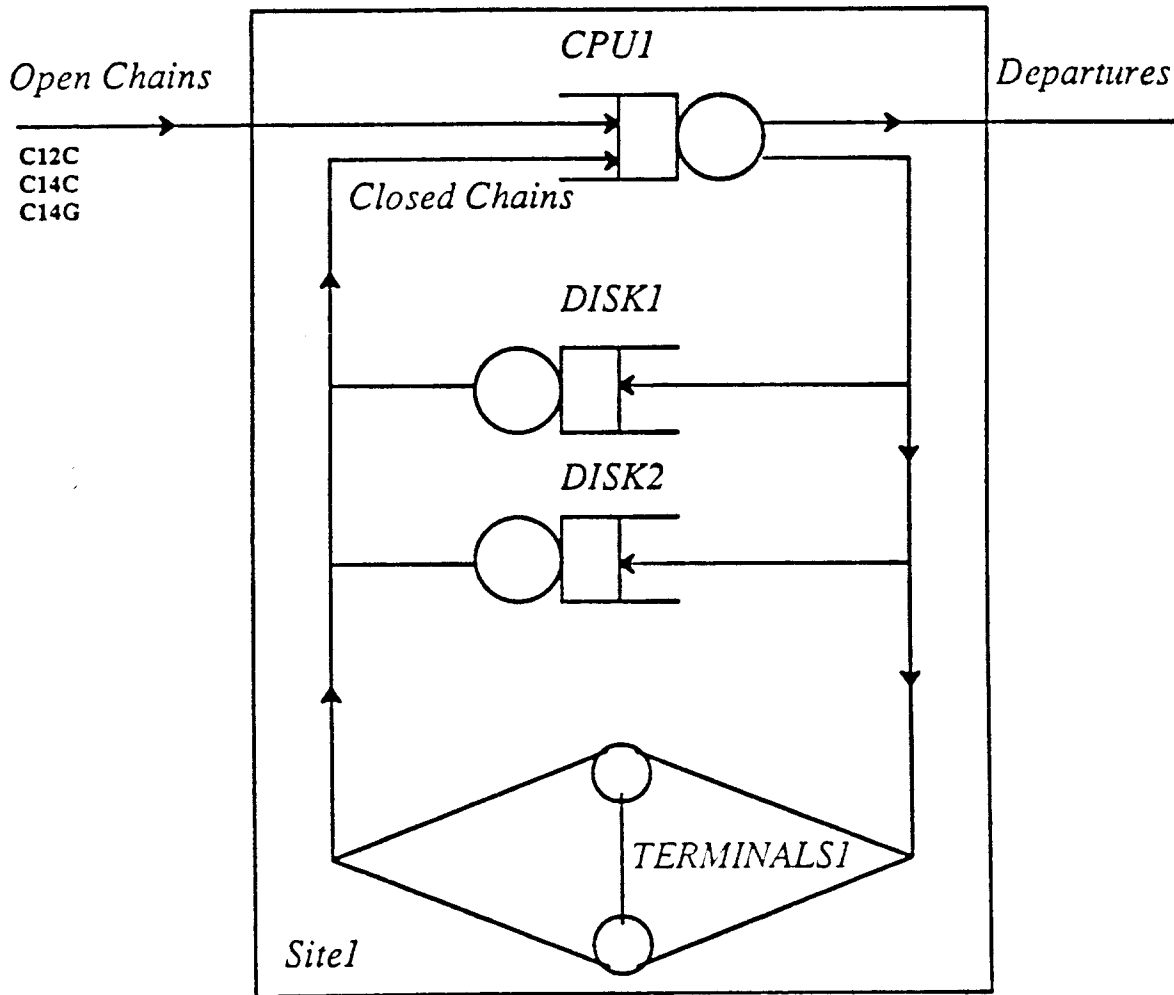 CPU1
Open Chains
Departures
C12C
C14C
C14G
Closed Chains
DISK1
DISK2
TERMINALS1
Site1